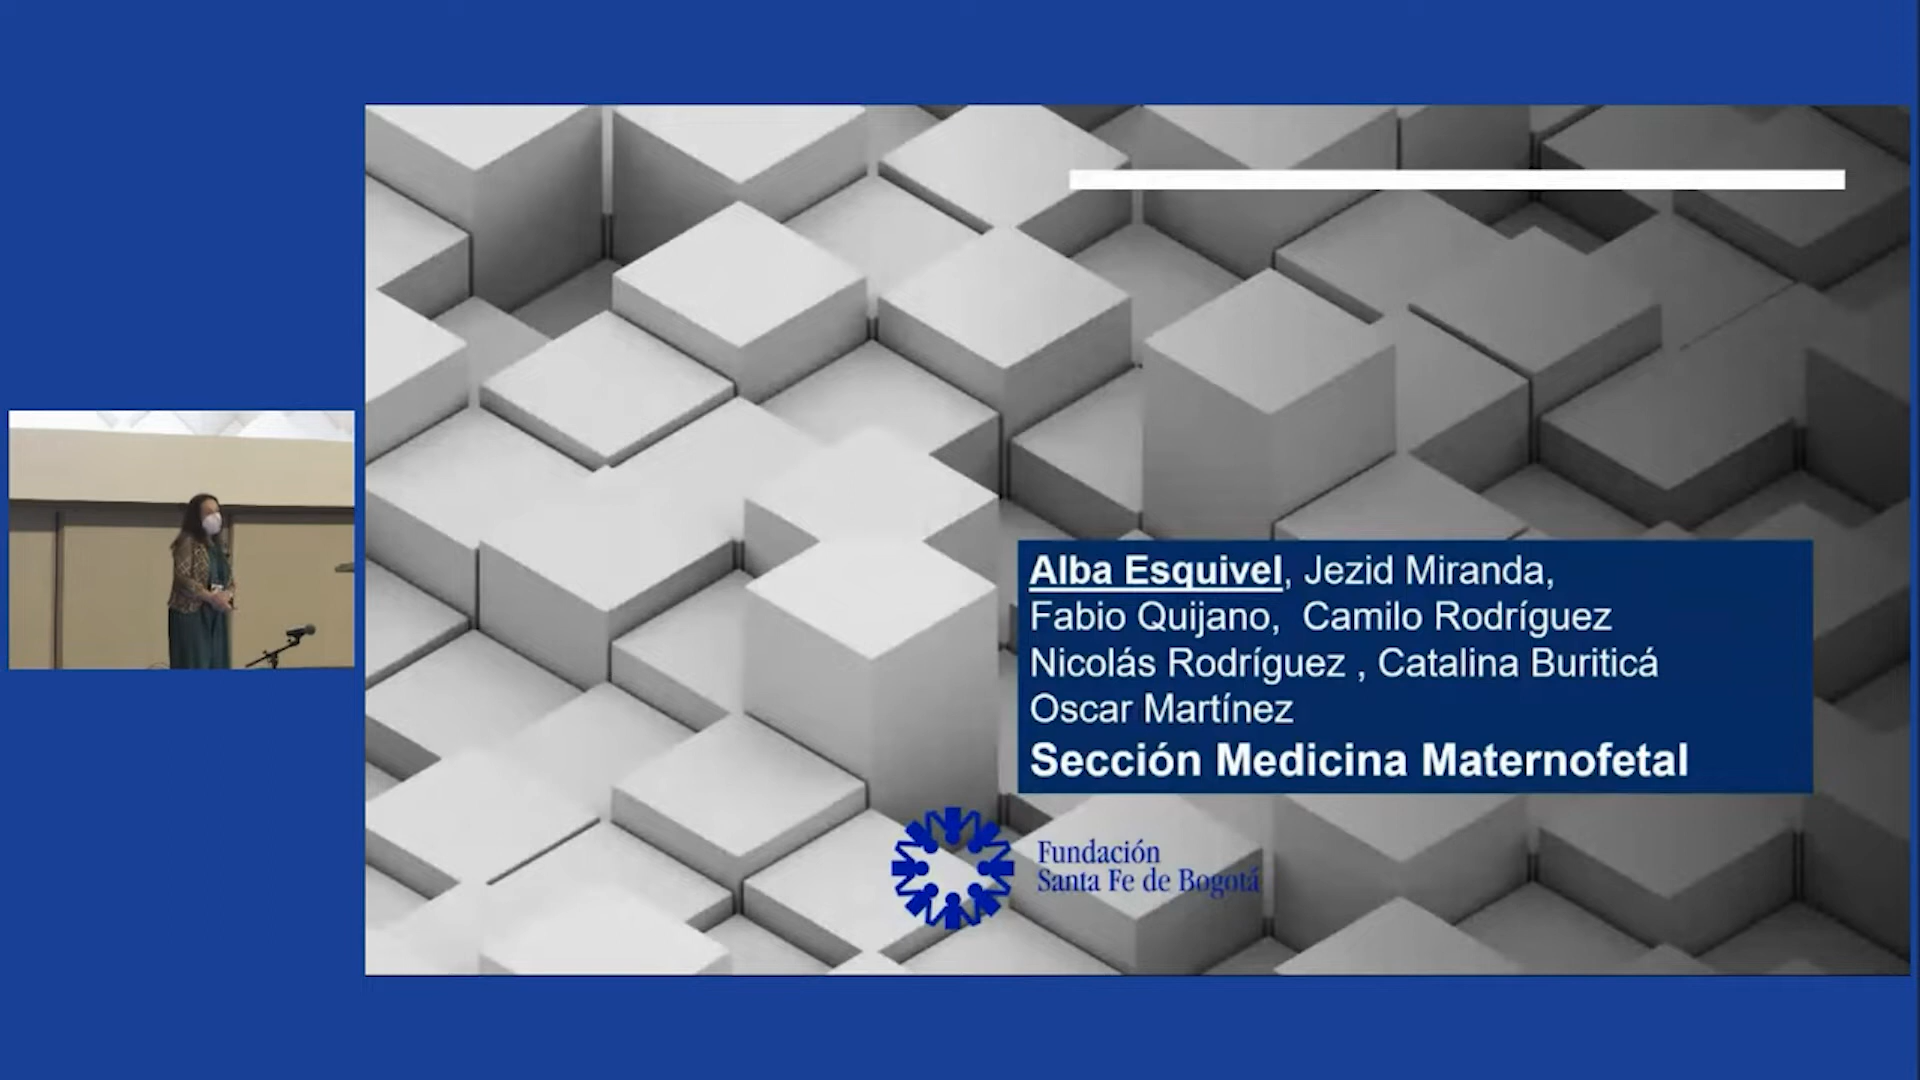 Alba Esquivel, Jezid Miranda,
Fabio Quijano, Camilo Rodríguez
Nicolás Rodríguez , Catalina Buriticá
Oscar Martínez
Sección Medicina Maternofetal
Fundación
Santa Fe de Bogotá